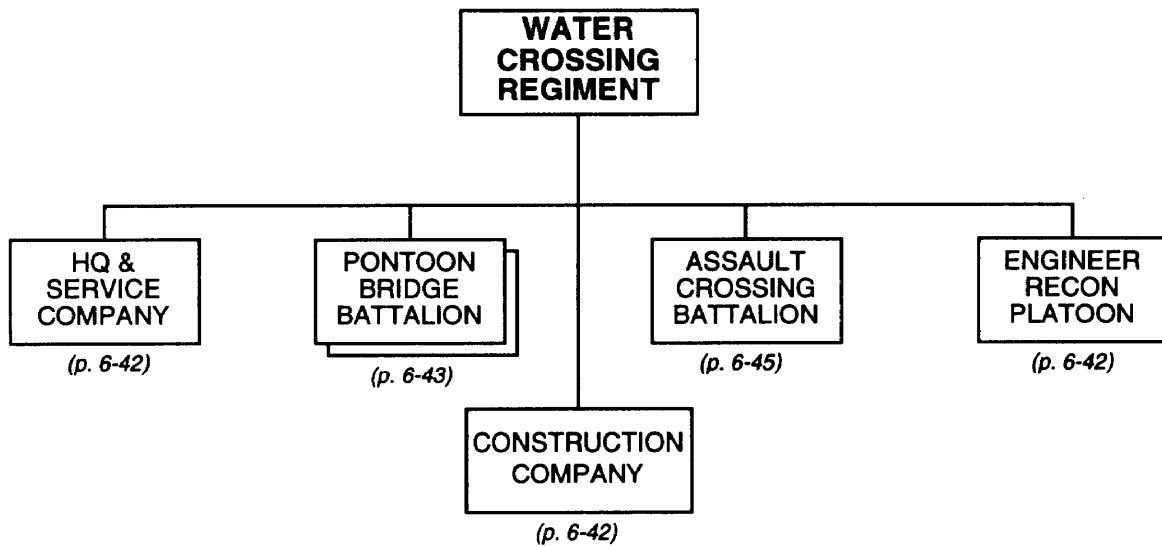 WATER
CROSSING
REGIMENT
HQ &
SERVICE
COMPANY
(p. 6-42)
PONTOON
BRIDGE
BATTALION
(p. 6-43)
ASSAULT
CROSSING
BATTALION
(p. 6-45)
ENGINEER
RECON
PLATOON
(p. 6-42)
CONSTRUCTION
COMPANY
(p. 6-42)